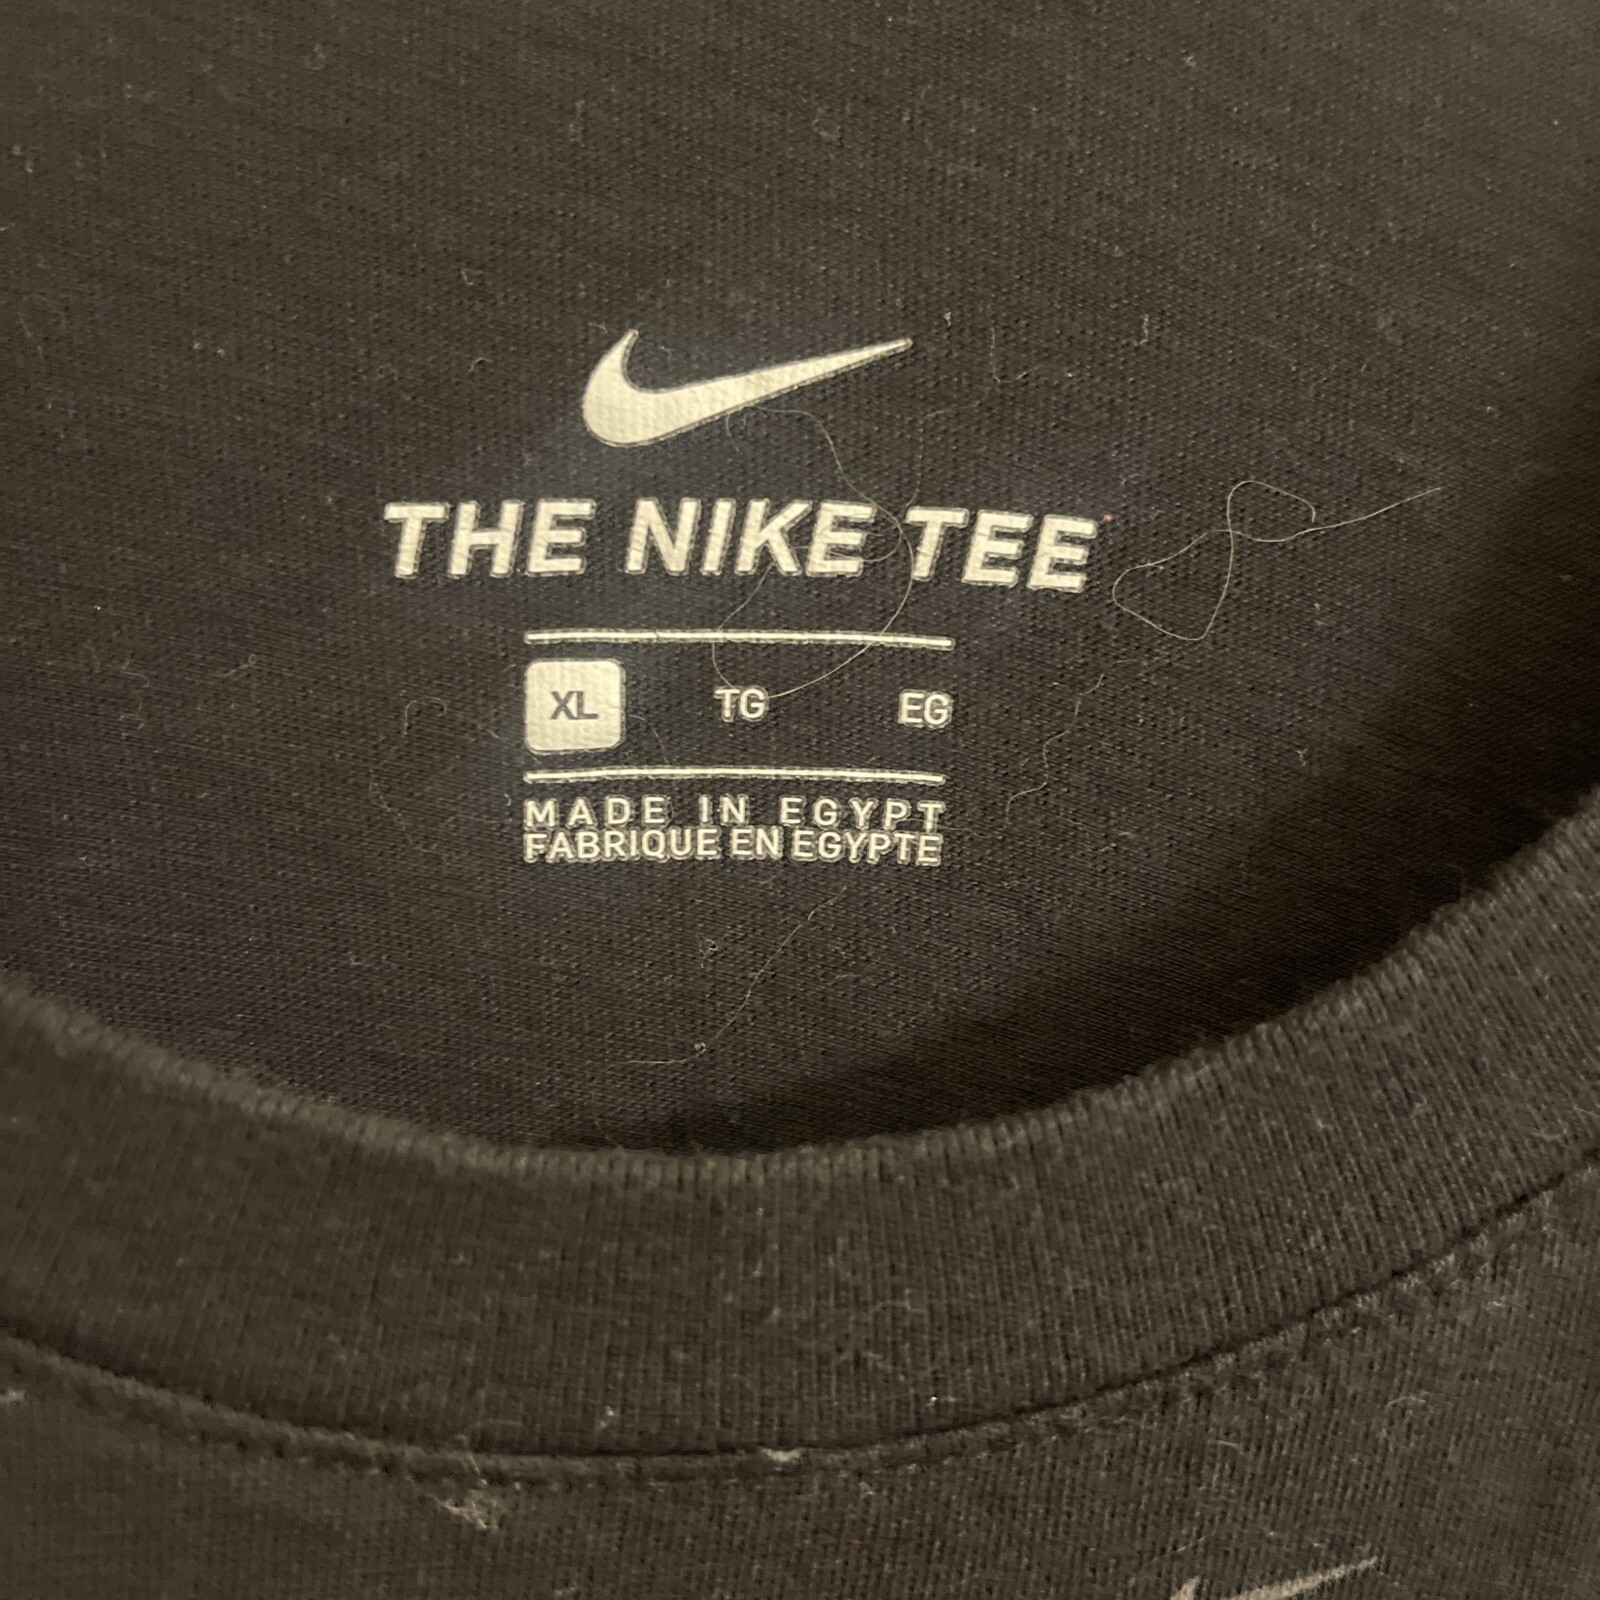 THE NIKE TEE
XL TG EG
MADE IN EGYPT
FABRIQUE EN EGYPTE